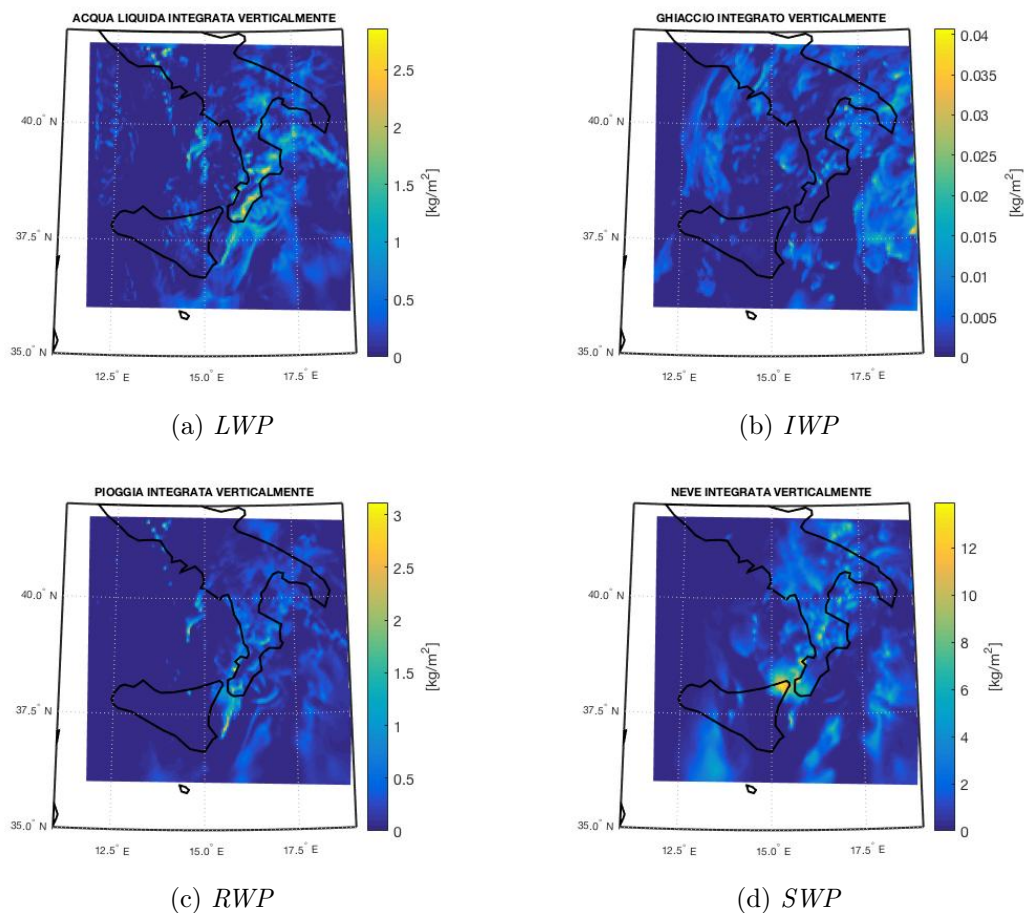 ACQUA LIQUIDA INTEGRATA VERTICALMENTE
40.0° N
37.5° N
35.0° N
12.5° E
15.0° E
17.5° E
2.5
2
1.5
1
0.5
0
[kg/m²]
(a) LWP
GHIACCIO INTEGRATO VERTICALMENTE
40.0° N
37.5° N
35.0° N
12.5° E
15.0° E
17.5° E
0.04
0.035
0.03
0.025
0.02
0.015
0.01
0.005
0
[kg/m²]
(b) IWP
PIOGGIA INTEGRATA VERTICALMENTE
40.0° N
37.5° N
35.0° N
12.5° E
15.0° E
17.5° E
3
2.5
2
1.5
1
0.5
0
[kg/m²]
(c) RWP
NEVE INTEGRATA VERTICALMENTE
40.0° N
37.5° N
35.0° N
12.5° E
15.0° E
17.5° E
12
10
8
6
4
2
0
[kg/m²]
(d) SWP